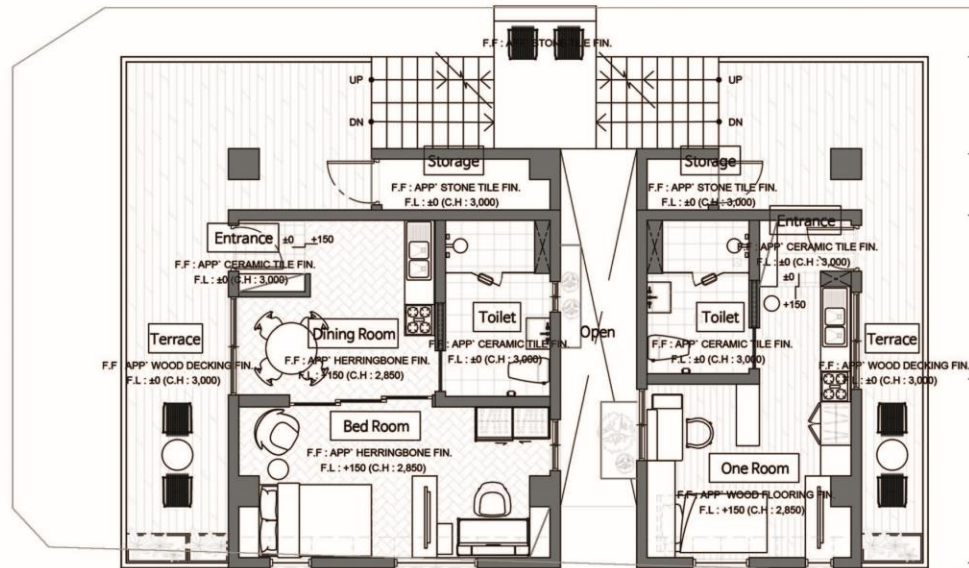 F.F : APP' STONE TILE FIN.
UP
DN
UP
DN
Storage
F.F : APP' STONE TILE FIN.
F.L : ±0 (C.H : 3,000)
Storage
F.F : APP' STONE TILE FIN.
F.L : ±0 (C.H : 3,000)
Entrance
±0
+150
F.F : APP' CERAMIC TILE FIN.
F.L : ±0 (C.H : 3,000)
Entrance
F.F : APP' CERAMIC TILE FIN.
F.L : ±0 (C.H : 3,000)
±0
+150
Terrace
F.F : APP' WOOD DECKING FIN.
F.L : ±0 (C.H : 3,000)
Dining Room
F.F : APP' HERRINGBONE FIN.
F.L : +150 (C.H : 2,850)
Toilet
F.F : APP' CERAMIC TILE FIN.
F.L : ±0 (C.H : 3,000)
Open
Toilet
F.F : APP' CERAMIC TILE FIN.
F.L : ±0 (C.H : 3,000)
Terrace
F.F : APP' WOOD DECKING FIN.
F.L : ±0 (C.H : 3,000)
Bed Room
F.F : APP' HERRINGBONE FIN.
F.L : +150 (C.H : 2,850)
One Room
F.F : APP' WOOD FLOORING FIN.
F.L : +150 (C.H : 2,850)